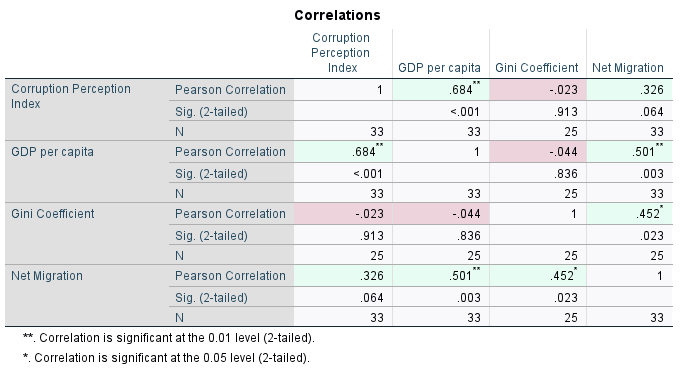 Correlations
Corruption
Perception
Index GDP per capita Gini Coefficient Net Migration
Corruption Perception Index Pearson Correlation 1 .684** -.023 .326
Sig. (2-tailed) <.001 .913 .064
N 33 33 25 33
GDP per capita Pearson Correlation .684** 1 -.044 .501**
Sig. (2-tailed) <.001 .836 .003
N 33 33 25 33
Gini Coefficient Pearson Correlation -.023 -.044 1 .452*
Sig. (2-tailed) .913 .836 .023
N 25 25 25 25
Net Migration Pearson Correlation .326 .501** .452* 1
Sig. (2-tailed) .064 .003 .023
N 33 33 25 33
**. Correlation is significant at the 0.01 level (2-tailed).
*. Correlation is significant at the 0.05 level (2-tailed).